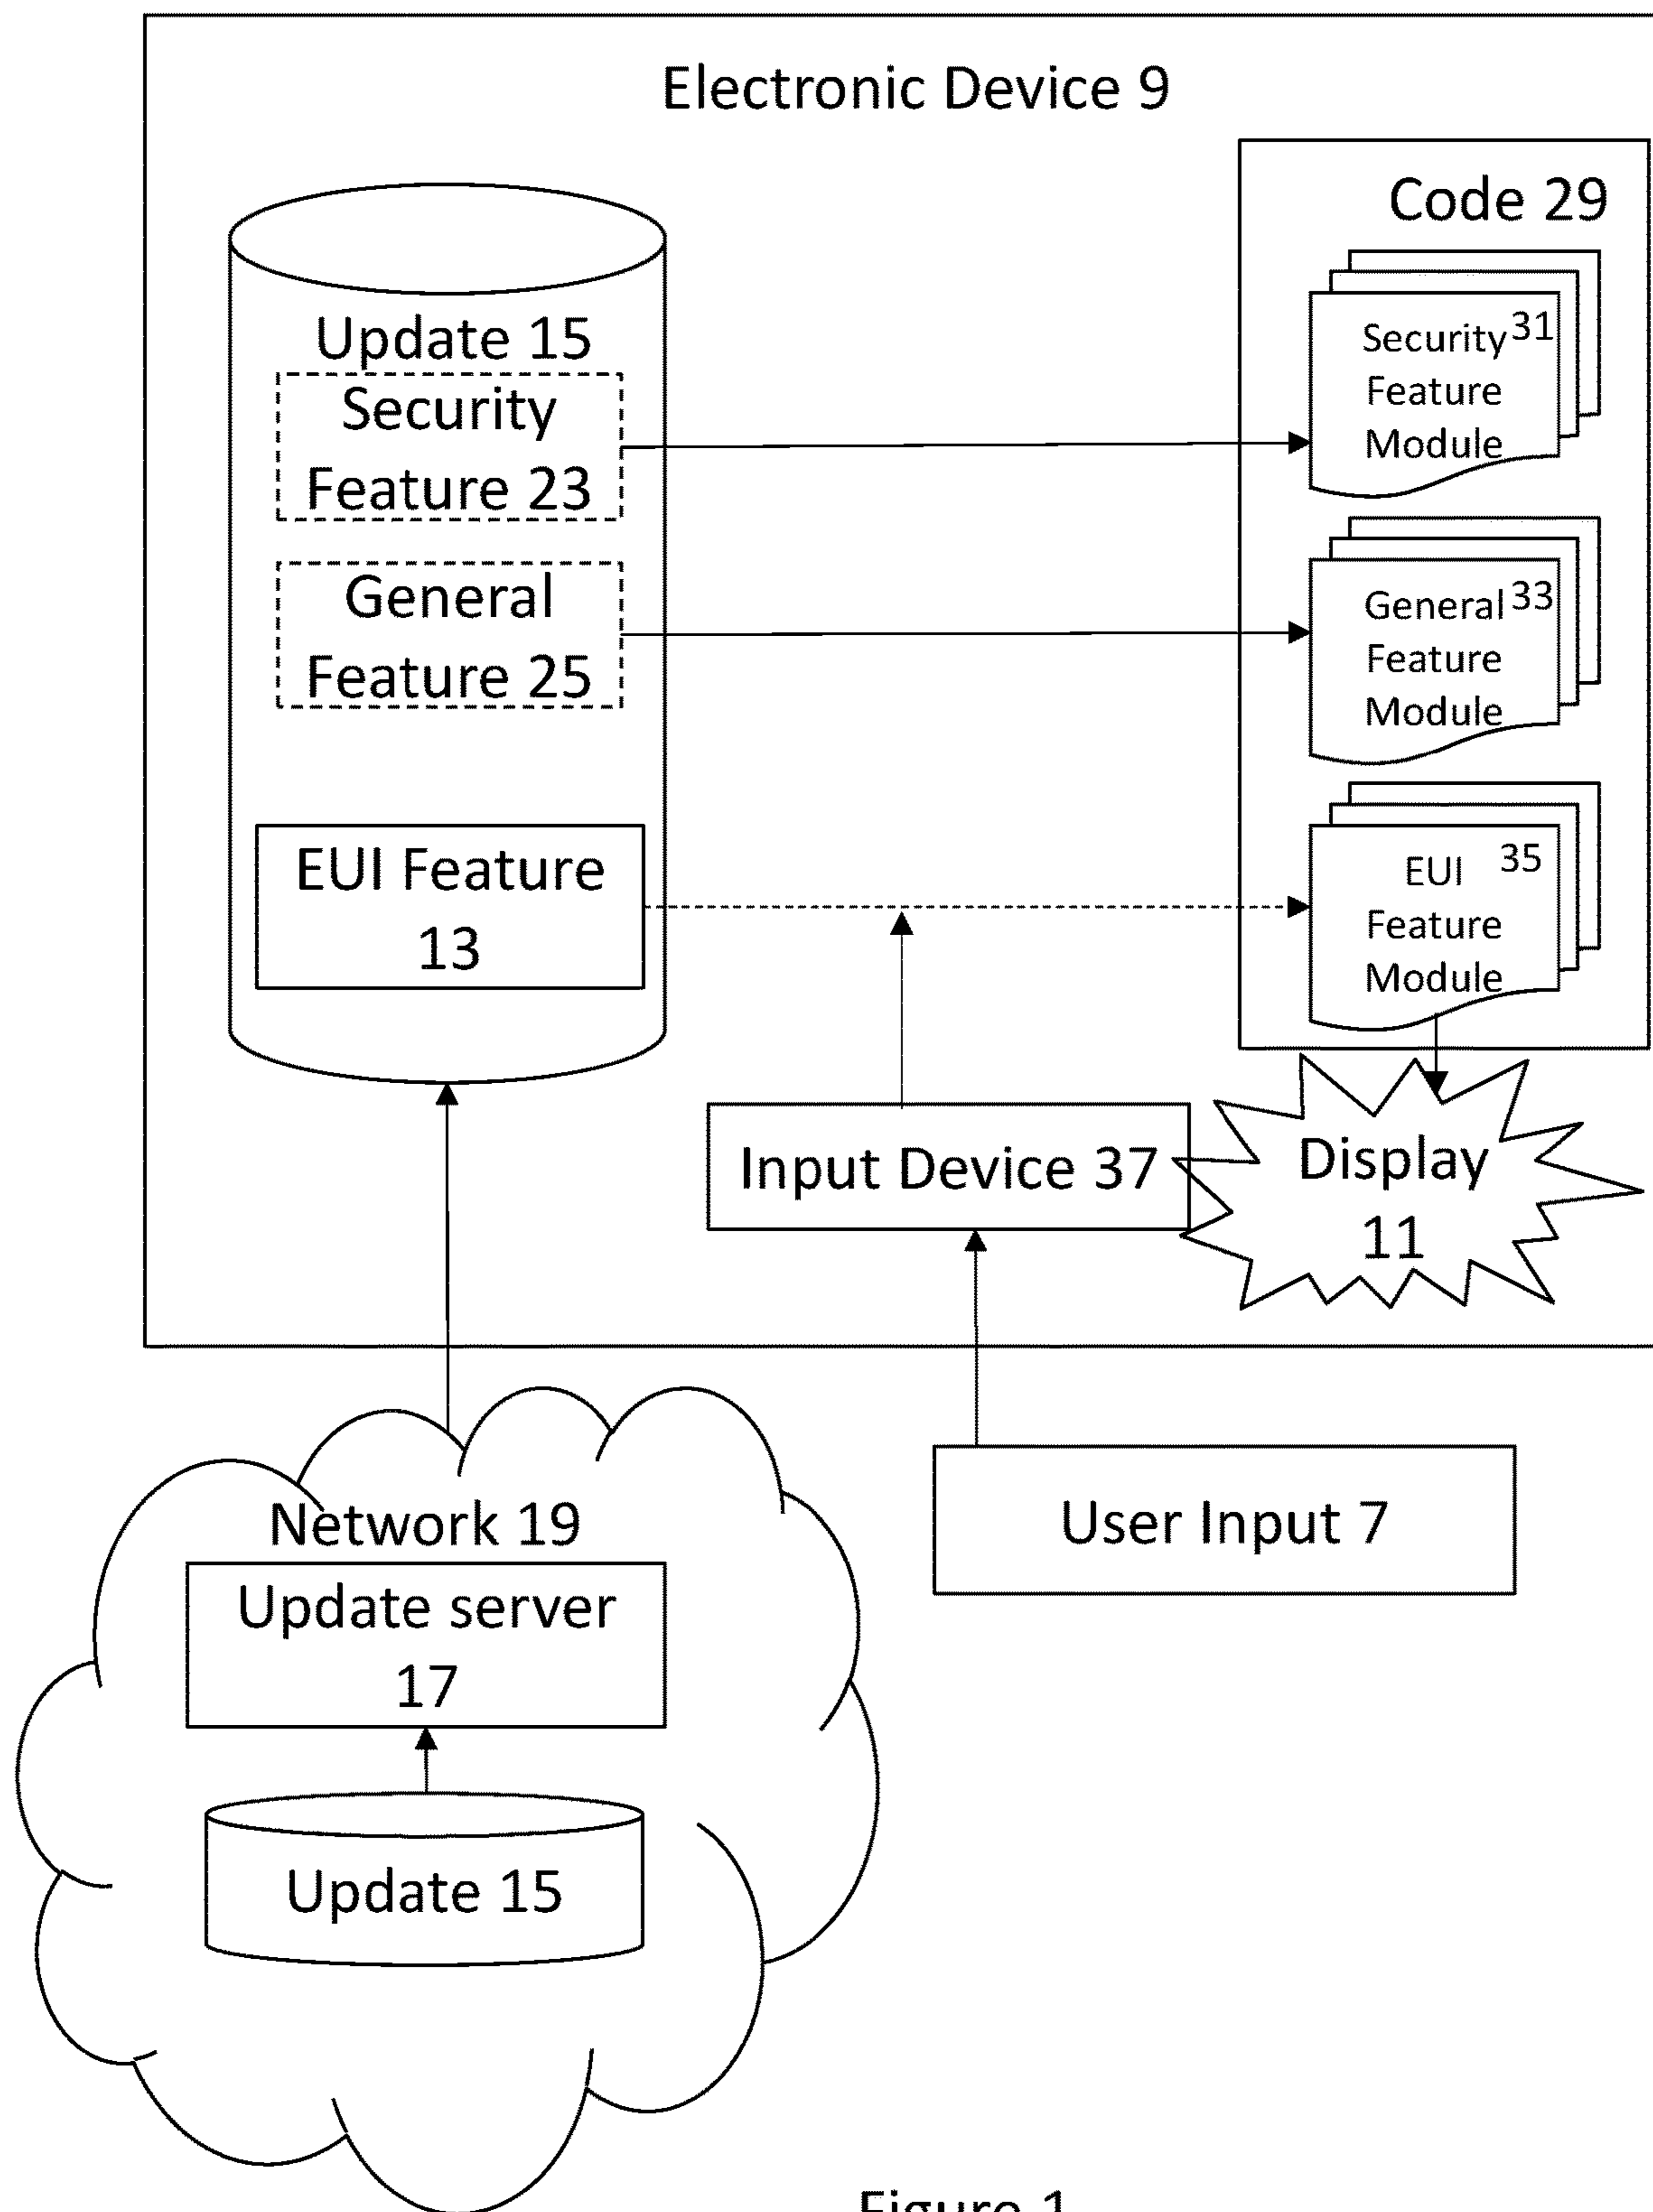 Electronic Device 9
Code 29
Update 15
Security
Feature 23
General
Feature 25
EUI Feature
13
Security 31
Feature
Module
General 33
Feature
Module
EUI 35
Feature
Module
Input Device 37
Display
11
User Input 7
Network 19
Update server
17
Update 15
Figure 1